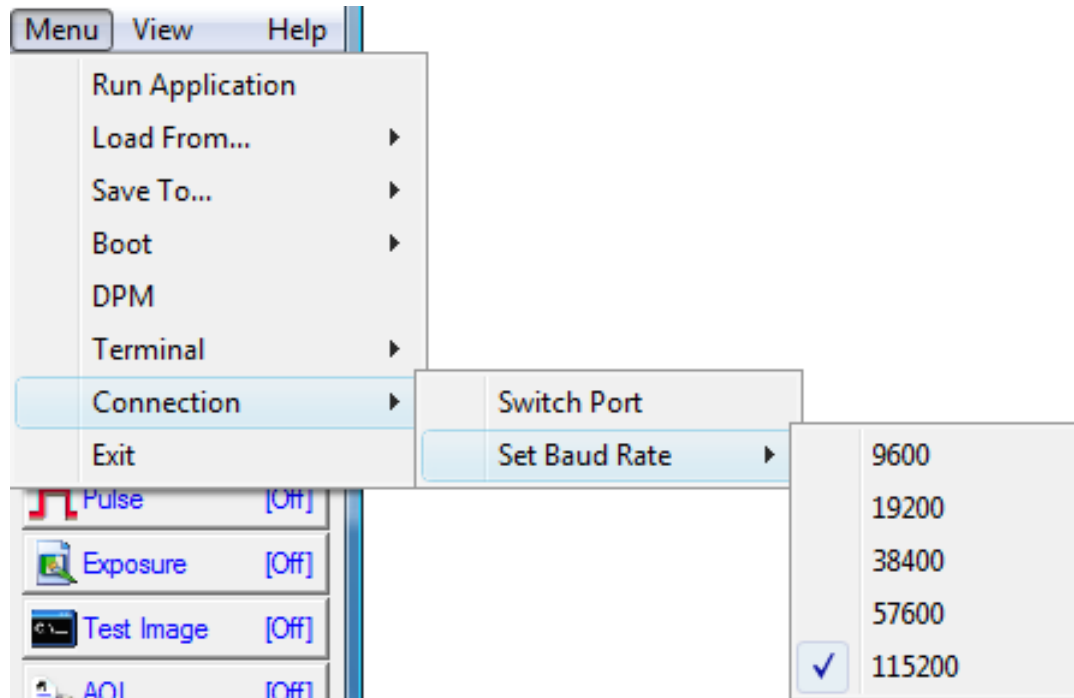 Menu View Help
Run Application
Load From...
Save To...
Boot
DPM
Terminal
Connection
Exit
Switch Port
Set Baud Rate
9600
19200
38400
57600
115200
Pulse [Off]
Exposure [Off]
Test Image [Off]
AOI [Off]